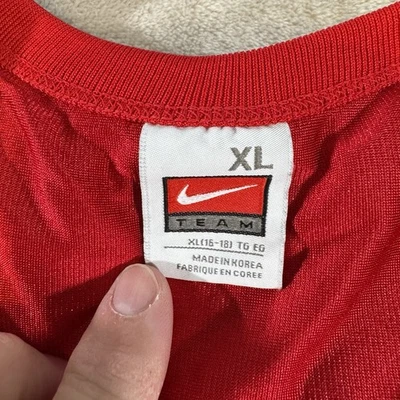 XL
TEAM
XL(16-18) TG EG
MADE IN KOREA
FABRIQUE EN COREE